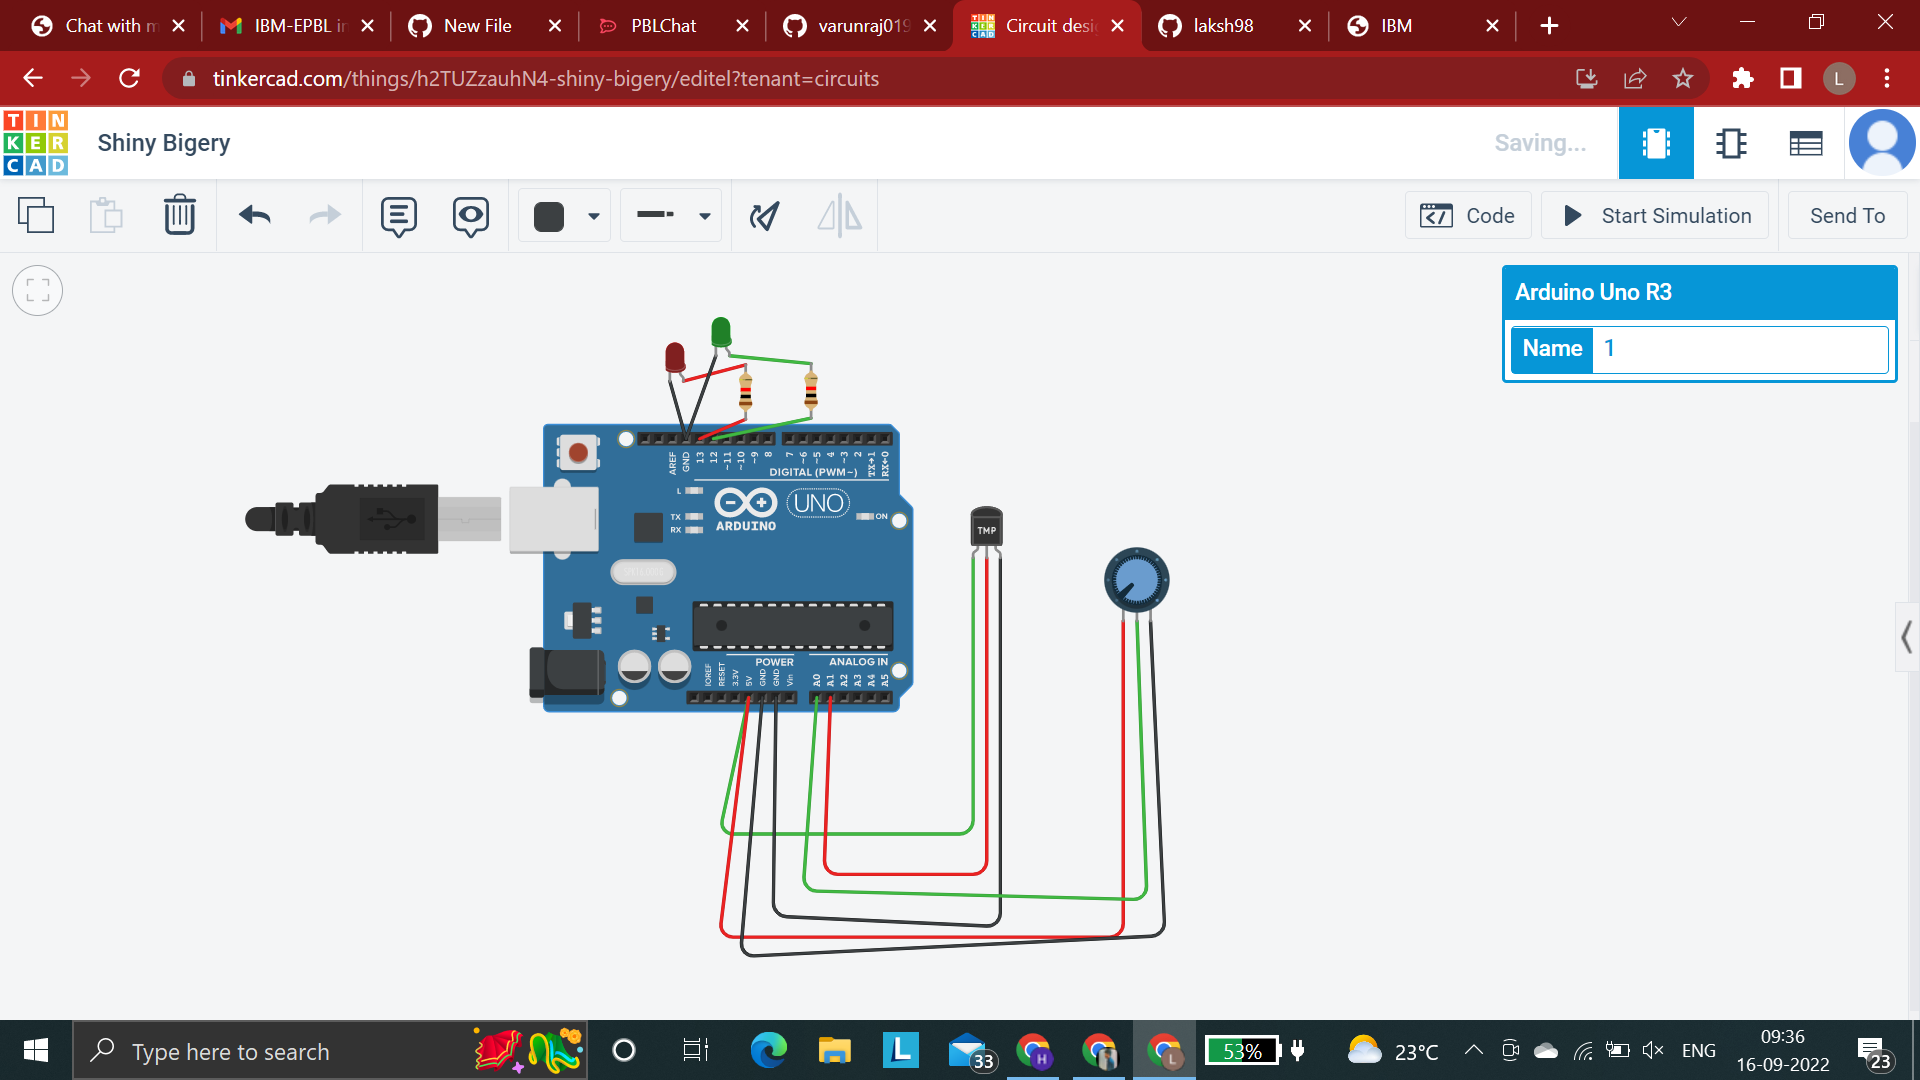 Chat with m
IBM-EPBL in
New File
PBLChat
varunraj019
Circuit desi
laksh98
IBM
tinkercad.com/things/h2TUZzauhN4-shiny-bigery/editel?tenant=circuits
L
TIN
KER
CAD
Shiny Bigery
Saving...
Code
Start Simulation
Send To
Arduino Uno R3
Name 1
AREF
GND
13
12
~11
~10
~9
8
7
~6
~5
4
~3
2
TX→1
RX←0
DIGITAL (PWM~)
L
TX
RX
ARDUINO
UNO
ON
TMP
POWER
ANALOG IN
IOREF
RESET
3.3V
5V
GND
GND
Vin
A0
A1
A2
A3
A4
A5
Type here to search
L
33
H
L
53%
23°C
ENG
09:36
16-09-2022
23